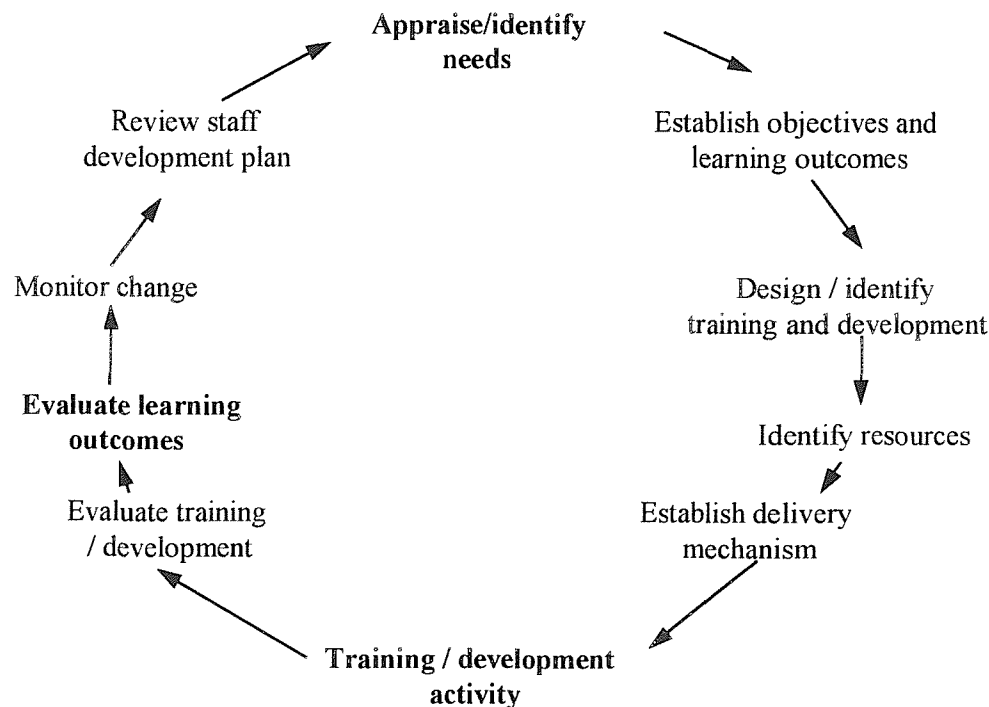 Appraise/identify
needs
Establish objectives and
learning outcomes
Design / identify
training and development
Identify resources
Establish delivery
mechanism
Training / development
activity
Evaluate training
/ development
Evaluate learning
outcomes
Monitor change
Review staff
development plan